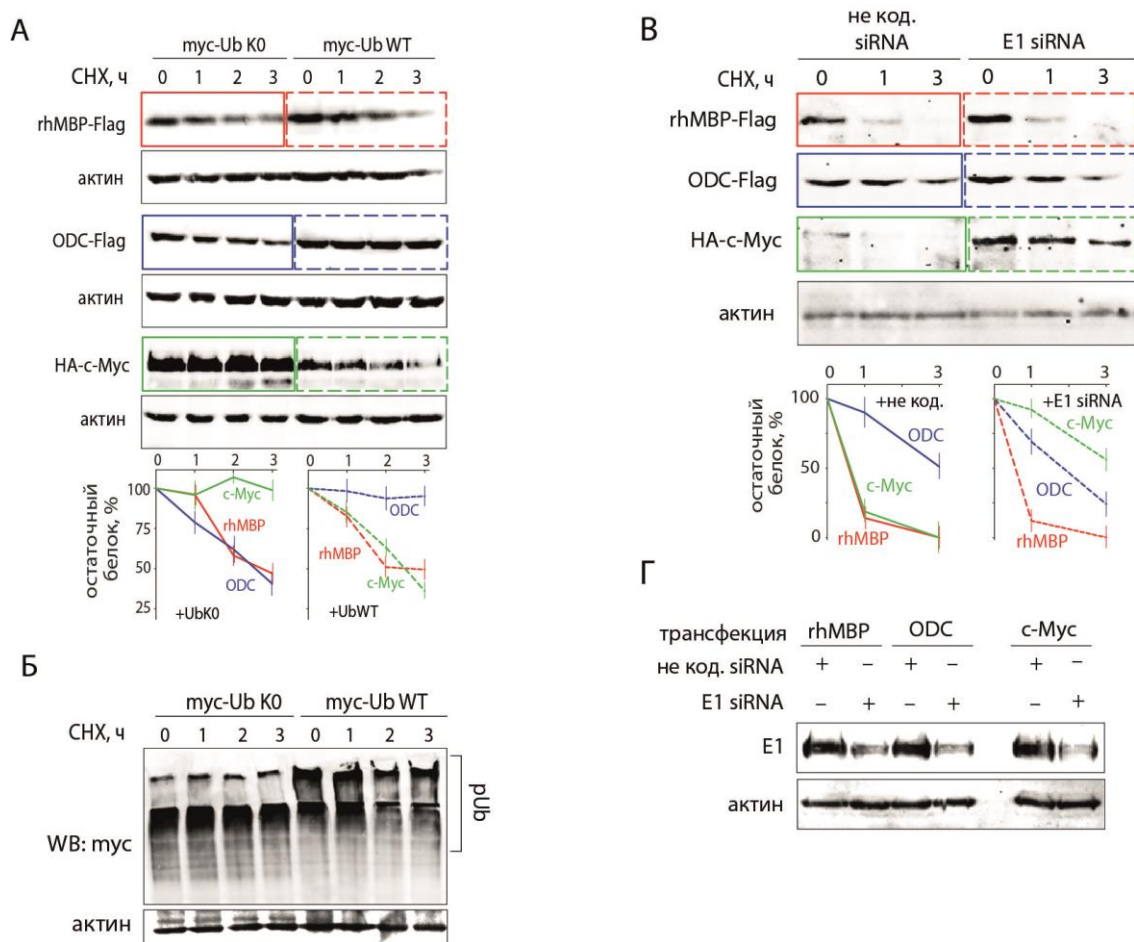 А
myc-Ub K0 myc-Ub WT
CHX, ч 0 1 2 3 0 1 2 3
rhMBP-Flag
актин
ODC-Flag
актин
HA-c-Myc
актин
0 1 2 3 0 1 2 3
остаточный белок, %
100
75
50
25
c-Myc
rhMBP
ODC
+UbK0
ODC
rhMBP
c-Myc
+UbWT
Б
myc-Ub K0 myc-Ub WT
CHX, ч 0 1 2 3 0 1 2 3
pUb
WB: myc
актин
В
не код.
siRNA E1 siRNA
CHX, ч 0 1 3 0 1 3
rhMBP-Flag
ODC-Flag
HA-c-Myc
актин
0 1 3 0 1 3
остаточный
белок, %
100
50
0
+не код.
ODC
c-Myc
rhMBP
+E1 siRNA
c-Myc
ODC
rhMBP
Г
трансфекция rhMBP ODC c-Myc
не код. siRNA + – + – + –
E1 siRNA – + – + – +
E1
актин